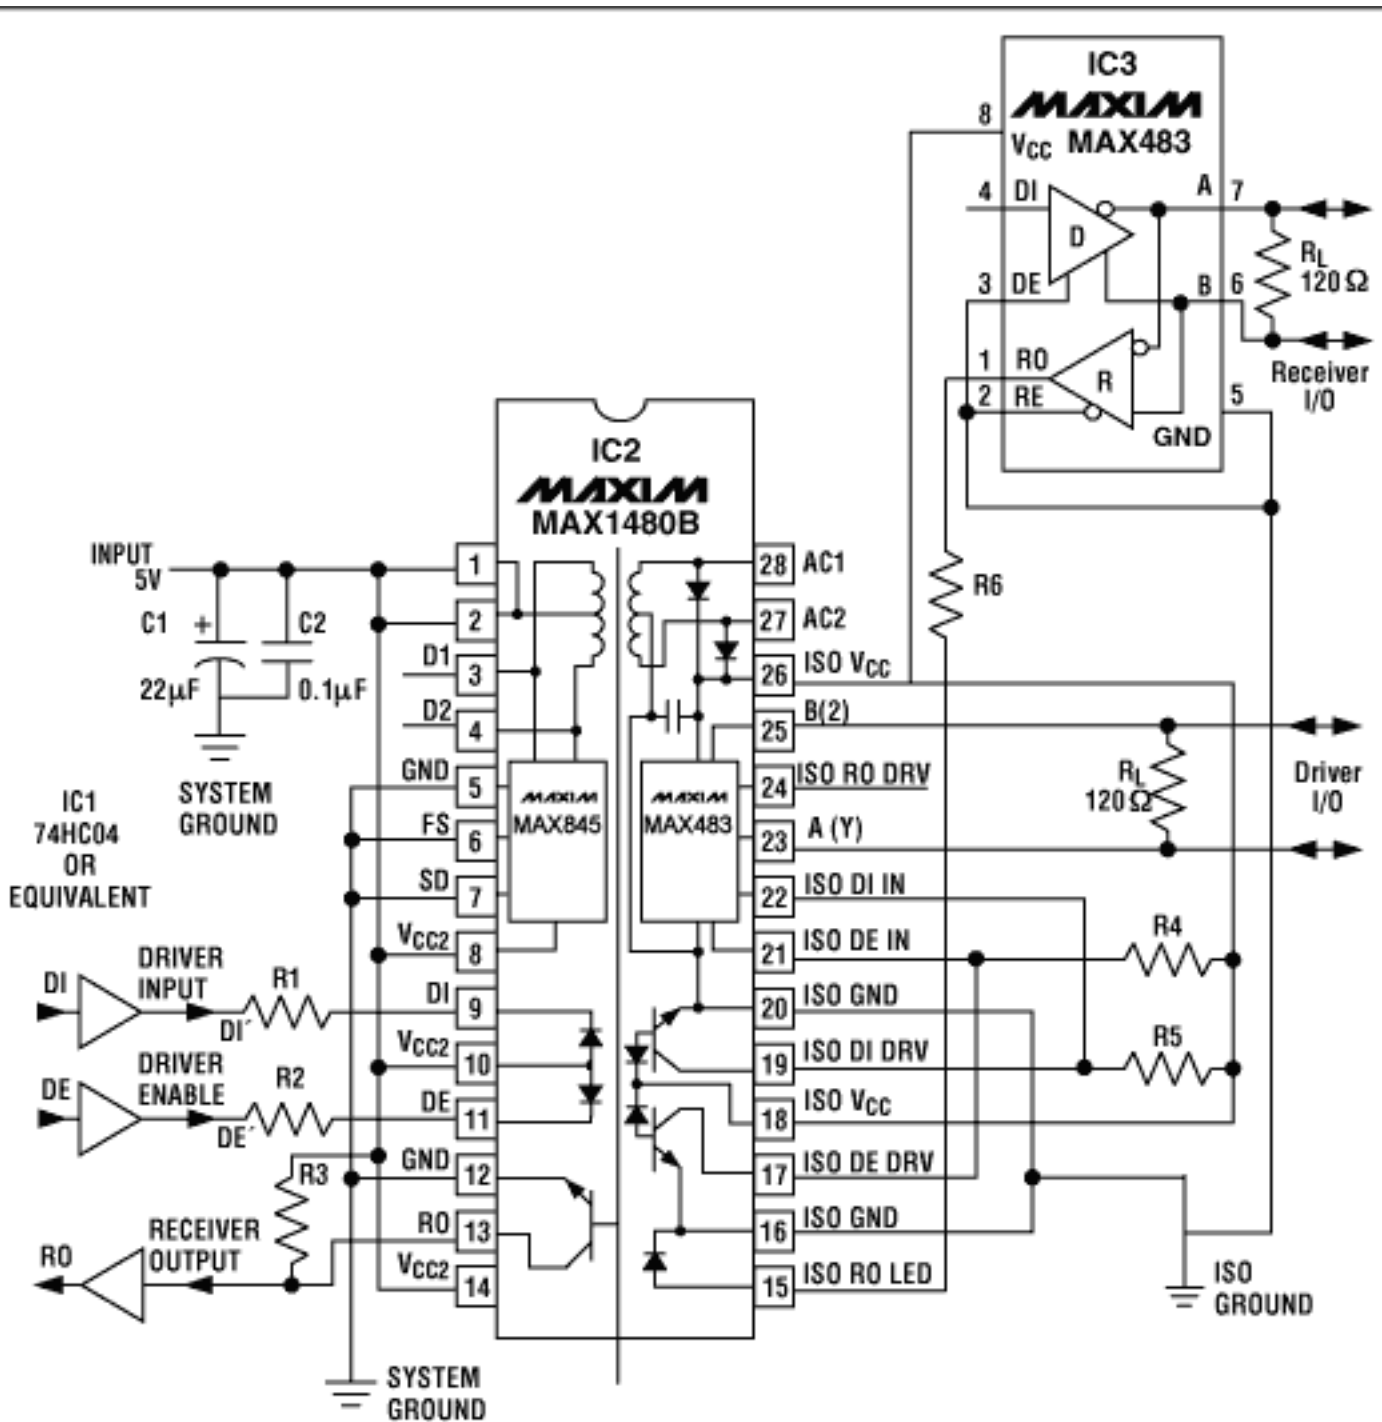 IC3
MAXIM
MAX483
8
VCC
4 DI
A 7
D
RL
120 Ω
3 DE
B 6
1 RO
R
2 RE
5
GND
Receiver
I/O
IC2
MAXIM
MAX1480B
INPUT
5V
C1
+
C2
22µF
0.1µF
SYSTEM
GROUND
1
2
D1
3
D2
4
GND
5
FS
6
SD
7
VCC2
8
DI
9
VCC2
10
DE
11
GND
12
RO
13
VCC2
14
MAXIM
MAX845
MAXIM
MAX483
28 AC1
27 AC2
26 ISO VCC
25 B(2)
24 ISO RO DRV
23 A (Y)
22 ISO DI IN
21 ISO DE IN
20 ISO GND
19 ISO DI DRV
18 ISO VCC
17 ISO DE DRV
16 ISO GND
15 ISO RO LED
R6
RL
120Ω
Driver
I/O
R4
R5
ISO
GROUND
IC1
74HC04
OR
EQUIVALENT
DI
DRIVER
INPUT
DI´
R1
DE
DRIVER
ENABLE
DE´
R2
R3
RO
RECEIVER
OUTPUT
SYSTEM
GROUND